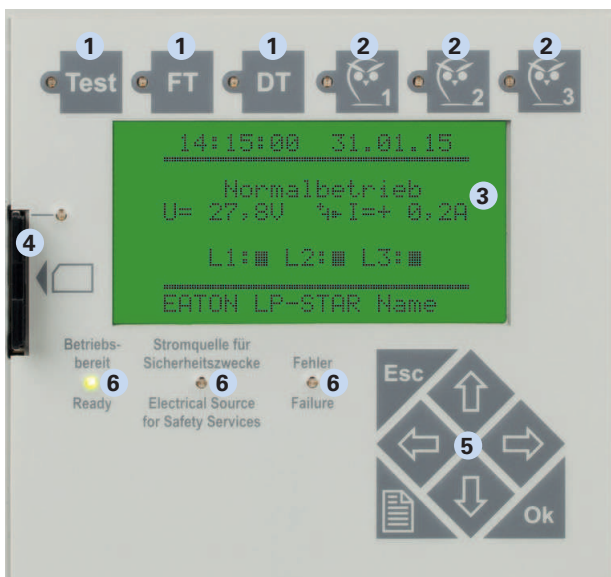 1 1 1 2 2 2
Test FT DT 1 2 3
14:15:00 31.01.15
Normalbetrieb
U= 27,8V I=+ 0,2A
3
4
L1: L2: L3:
EATON LP-STAR Name
Betriebs-
bereit
6
Ready
Stromquelle für
Sicherheitszwecke
6
Electrical Source
for Safety Services
Fehler
6
Failure
Esc
5
Ok